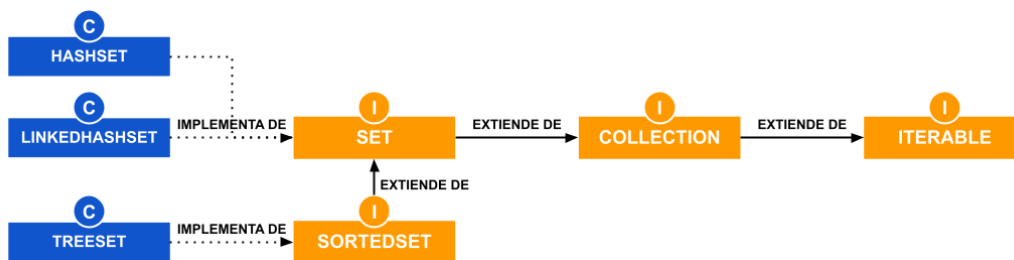 C
HASHSET
C
LINKEDHASHSET
IMPLEMENTA DE
I
SET
EXTIENDE DE
I
COLLECTION
EXTIENDE DE
I
ITERABLE
EXTIENDE DE
C
TREESET
IMPLEMENTA DE
I
SORTEDSET